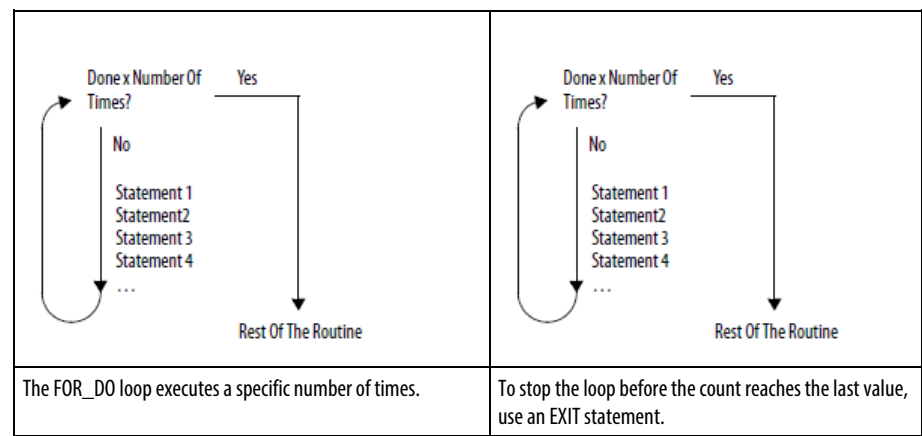 Done x Number Of Yes
Times?
No
Statement 1
Statement2
Statement 3
Statement 4
...
Rest Of The Routine
The FOR_DO loop executes a specific number of times.
Done x Number Of Yes
Times?
No
Statement 1
Statement2
Statement 3
Statement 4
...
Rest Of The Routine
To stop the loop before the count reaches the last value,
use an EXIT statement.